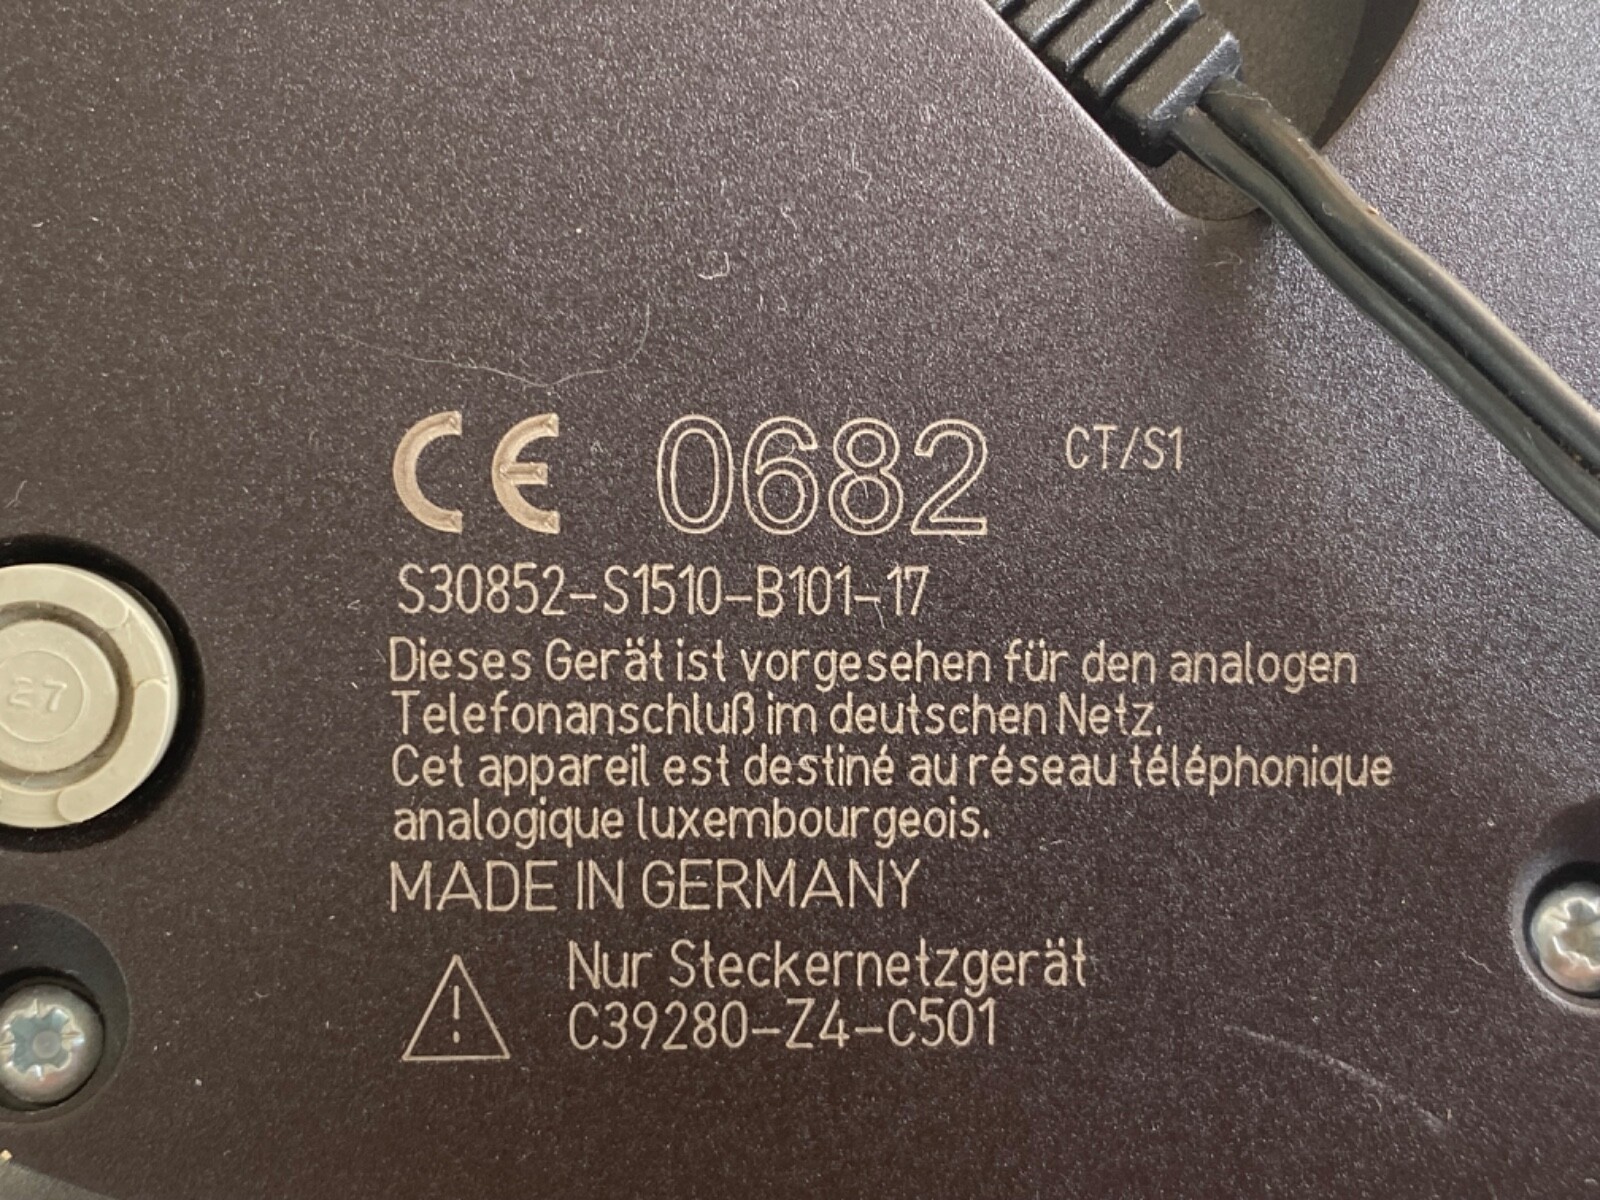 CE 0682 CT/S1
S30852-S1510-B101-17
Dieses Gerät ist vorgesehen für den analogen
Telefonanschluß im deutschen Netz.
Cet appareil est destiné au réseau téléphonique
analogique luxembourgeois.
MADE IN GERMANY
Nur Steckernetzgerät
! C39280-Z4-C501
27